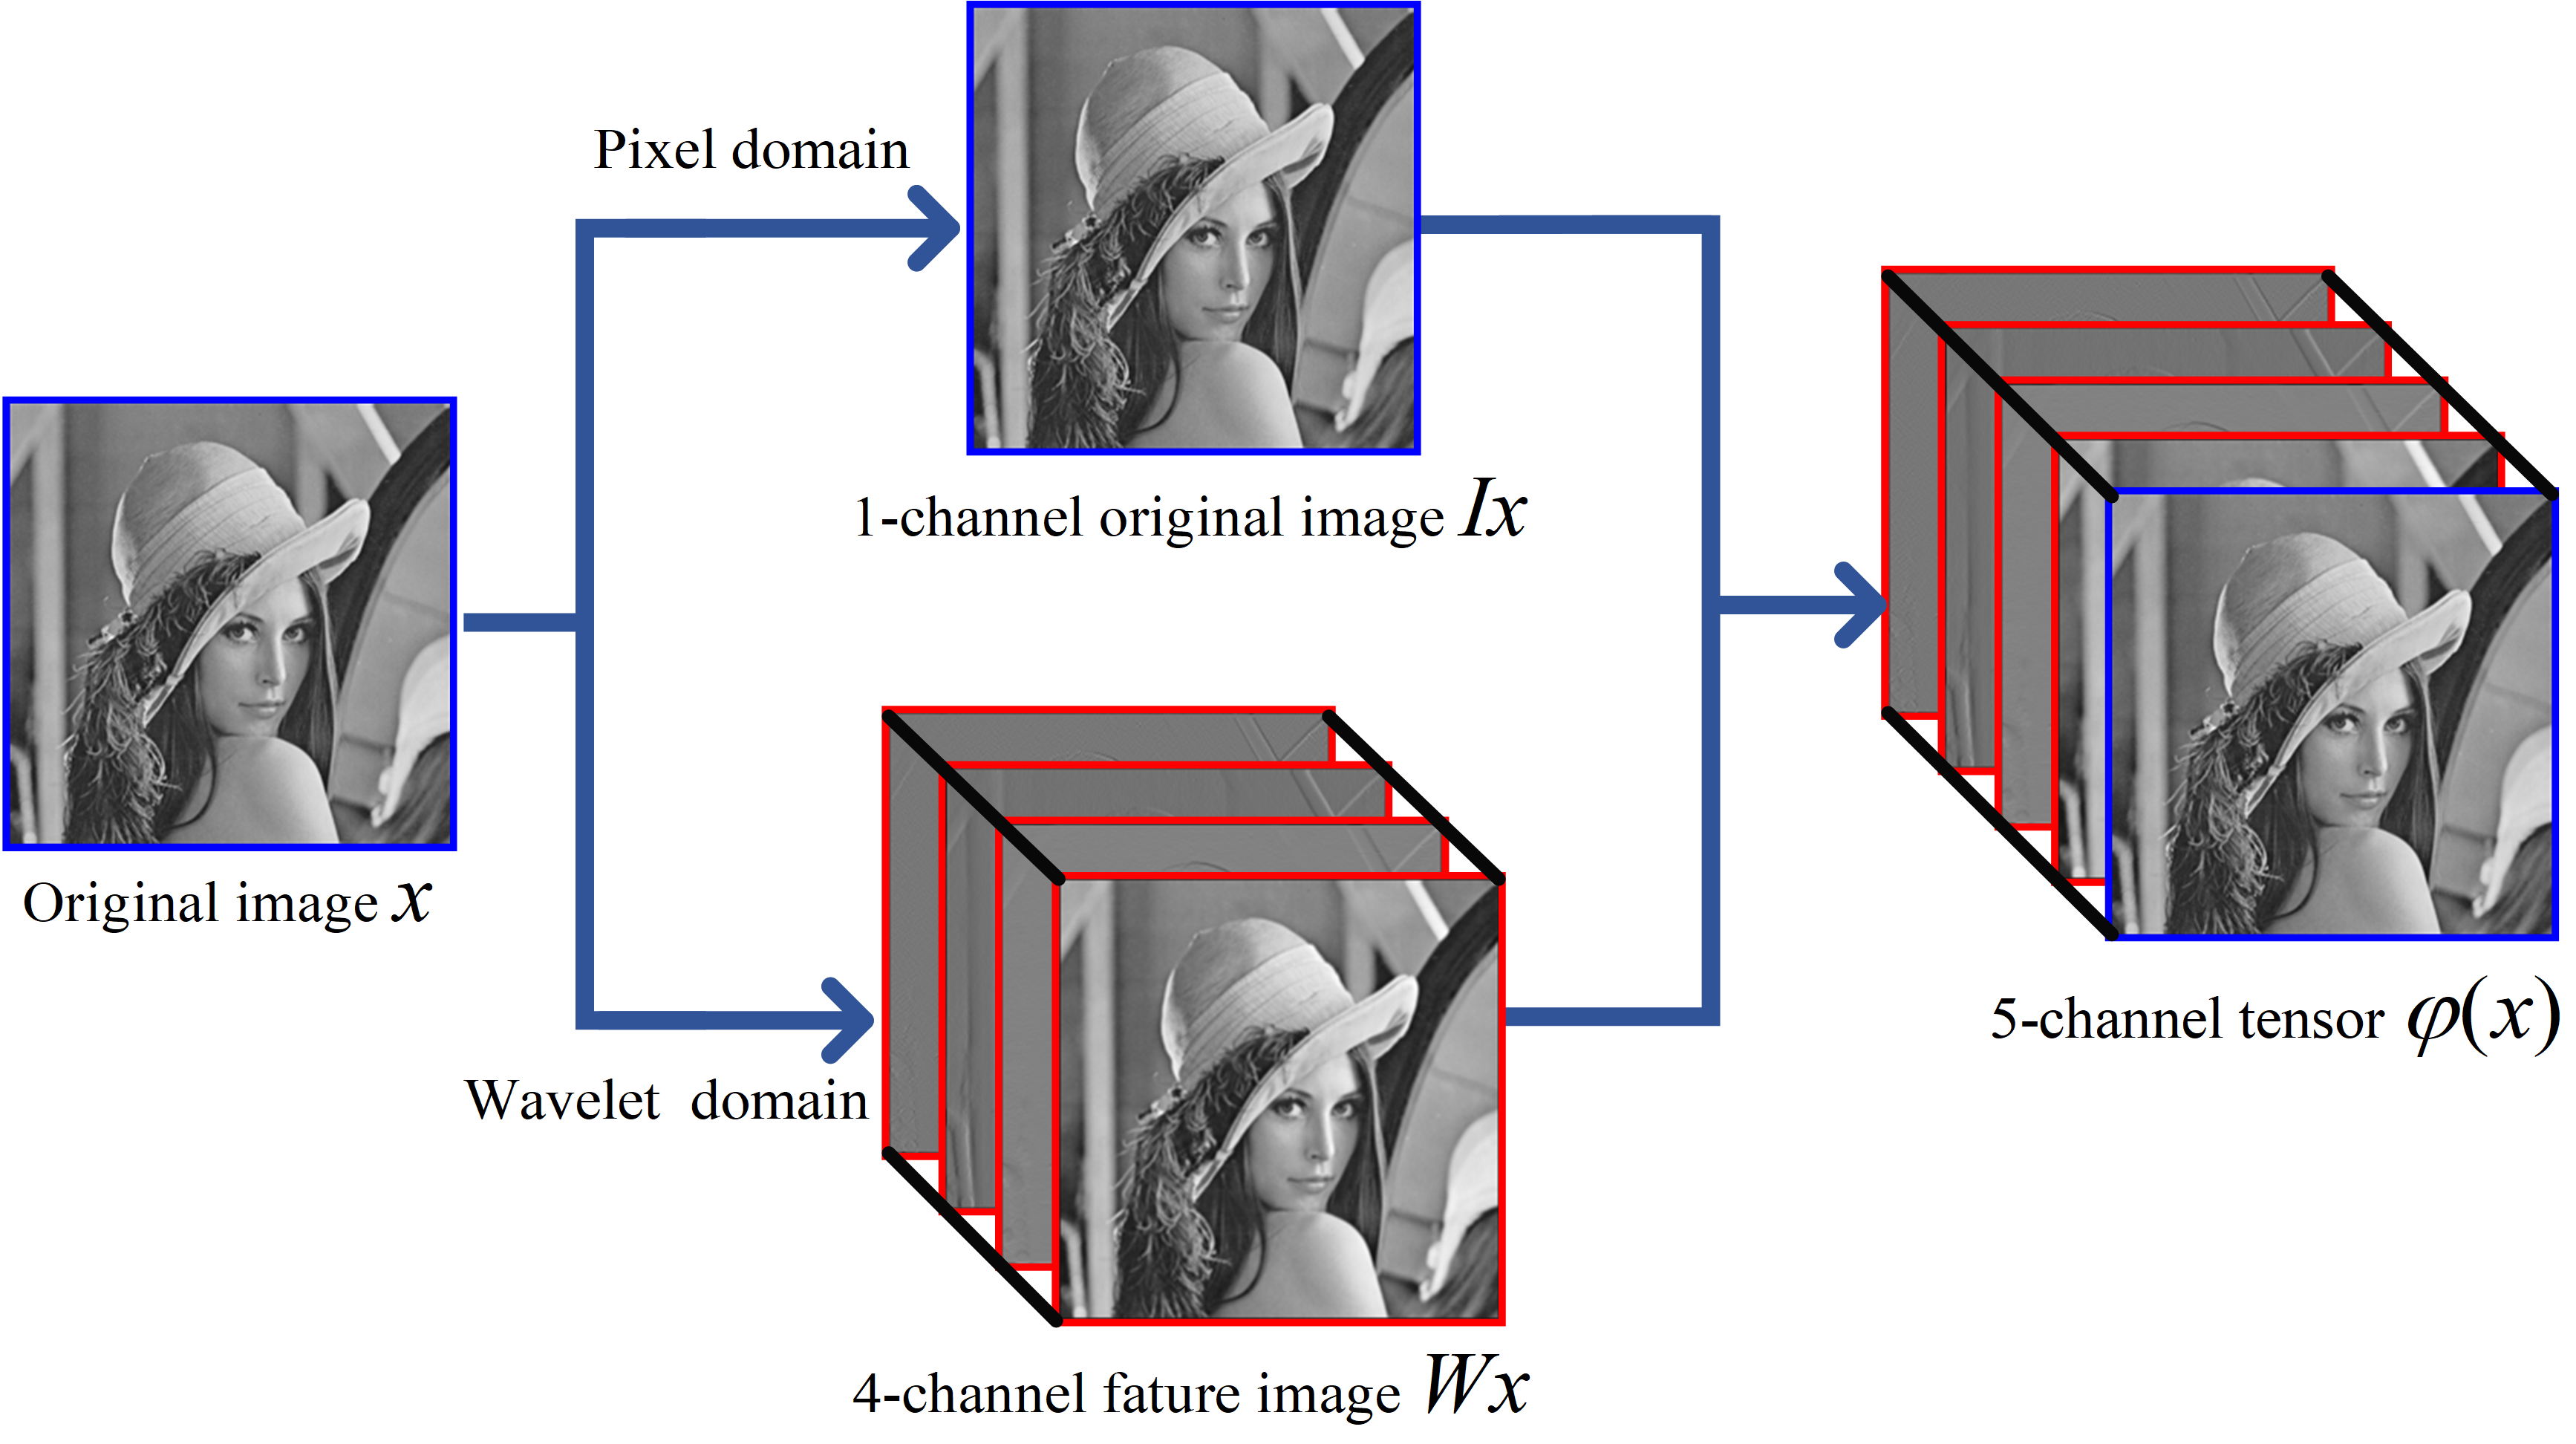 Pixel domain
1-channel original image Ix
Original image x
Wavelet domain
4-channel fature image Wx
5-channel tensor φ(x)